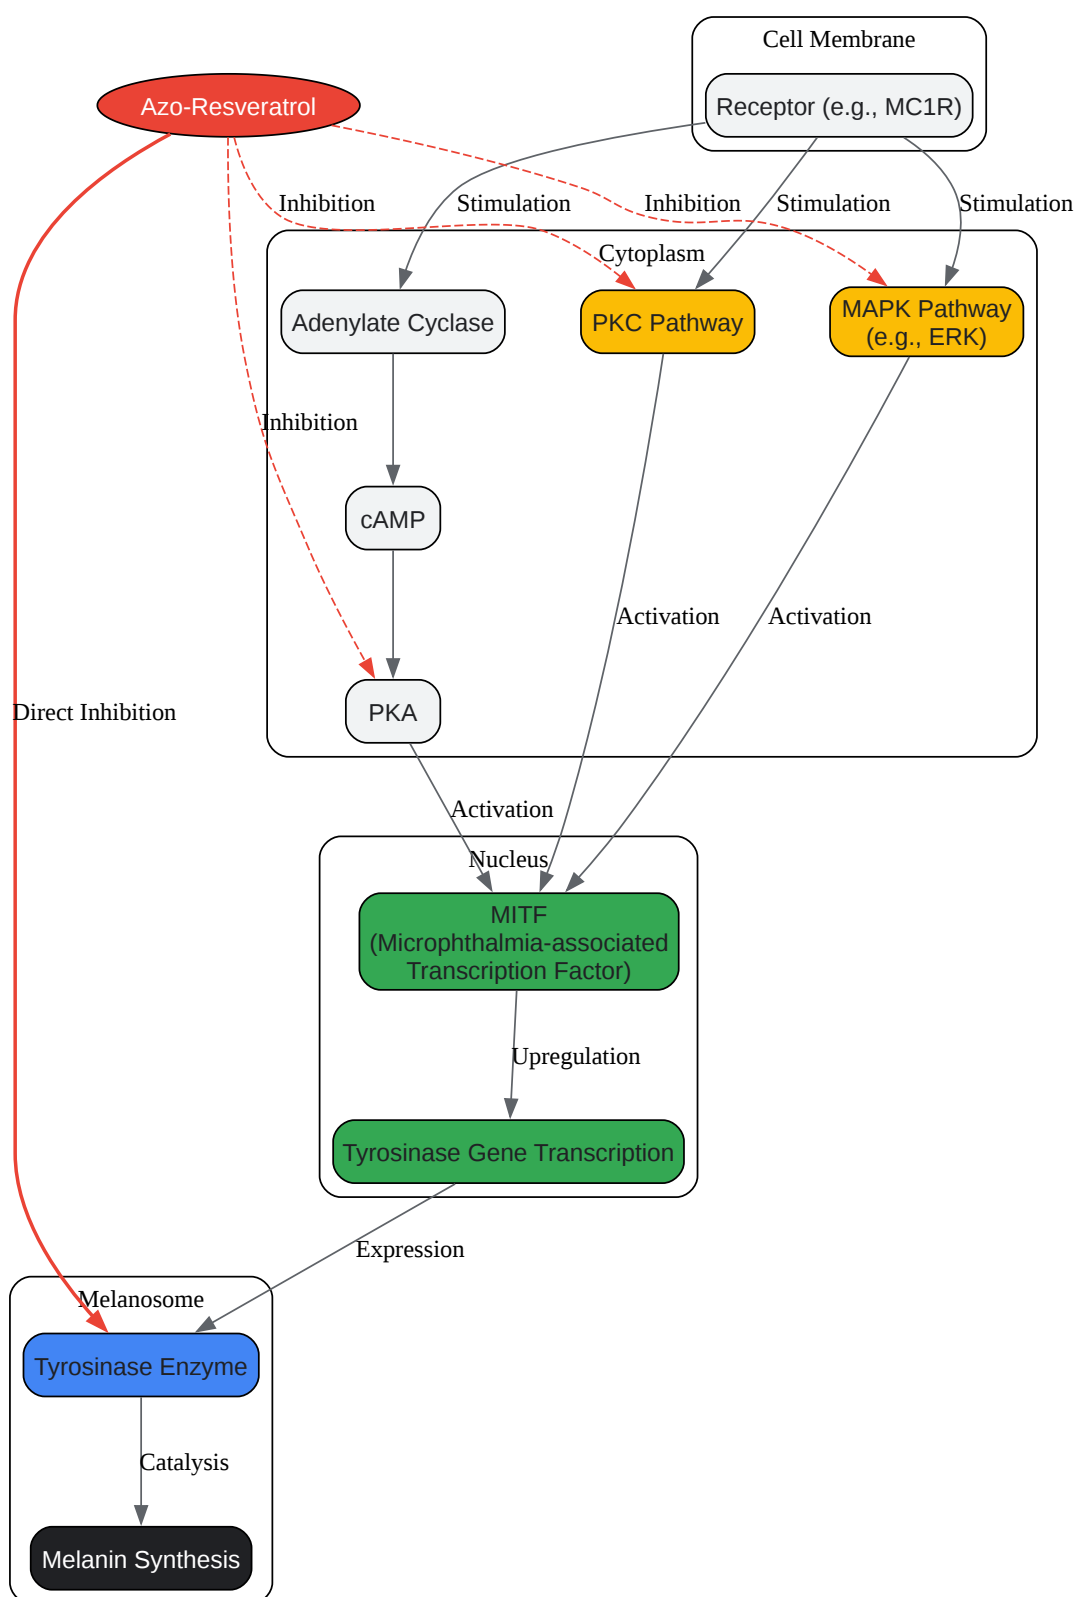 Cell Membrane
Azo-Resveratrol
Receptor (e.g., MC1R)
Inhibition
Stimulation
Inhibition
Stimulation
Stimulation
Cytoplasm
Adenylate Cyclase
PKC Pathway
MAPK Pathway
(e.g., ERK)
Inhibition
cAMP
Activation
Activation
PKA
Direct Inhibition
Activation
Nucleus
MITF
(Microphthalmia-associated
Transcription Factor)
Upregulation
Tyrosinase Gene Transcription
Expression
Melanosome
Tyrosinase Enzyme
Catalysis
Melanin Synthesis